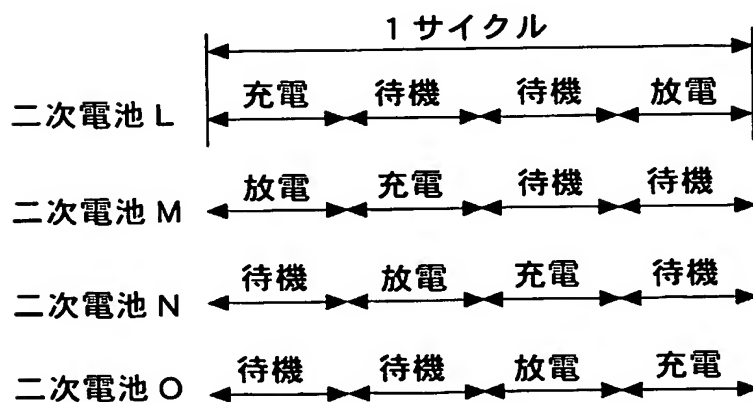 1サイクル
二次電池L 充電 待機 待機 放電
二次電池M 放電 充電 待機 待機
二次電池N 待機 放電 充電 待機
二次電池O 待機 待機 放電 充電